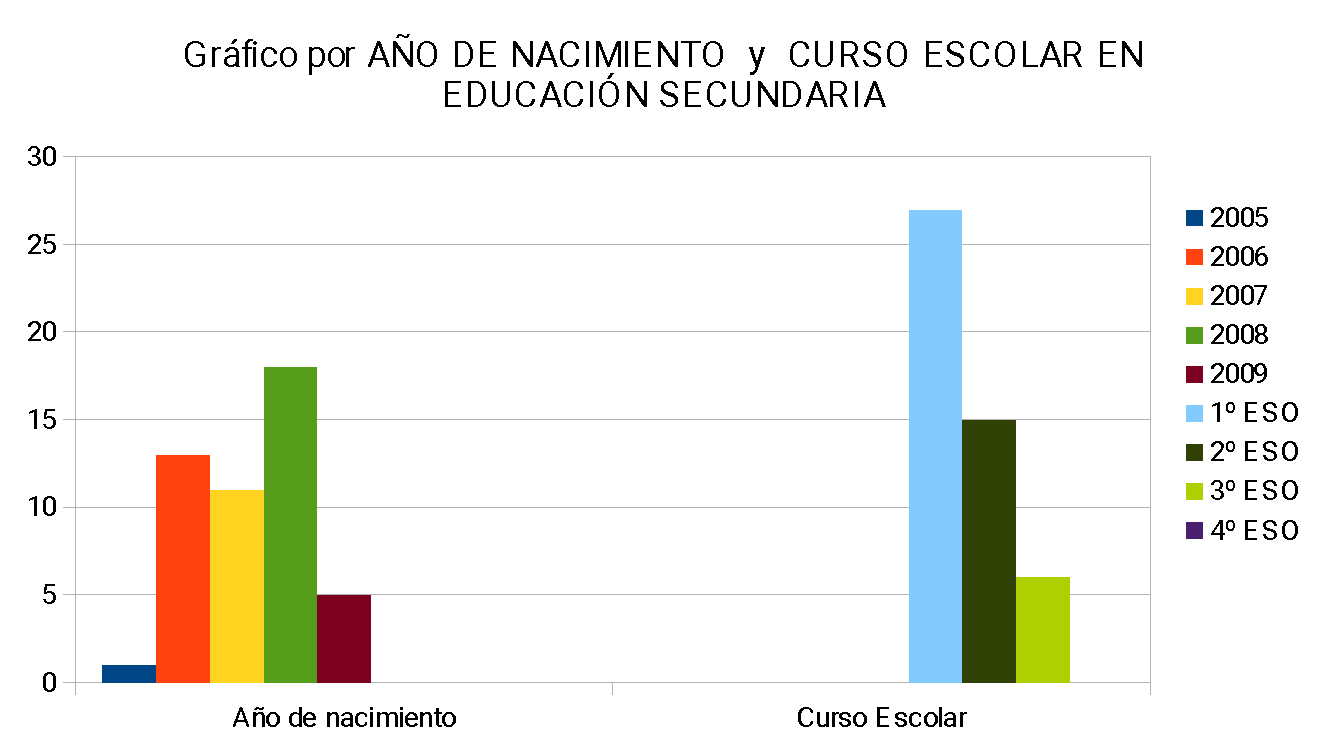 Gráfico por AÑO DE NACIMIENTO y CURSO ESCOLAR EN
EDUCACIÓN SECUNDARIA
30
25
20
15
10
5
0
Año de nacimiento
Curso Escolar
2005
2006
2007
2008
2009
1º ESO
2º ESO
3º ESO
4º ESO